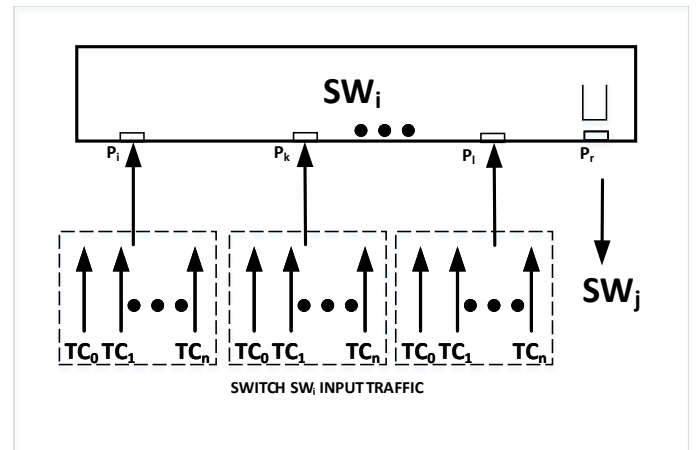 SWᵢ
Pᵢ Pₖ Pₗ Pᵣ
SWⱼ
TC₀ TC₁ TCₙ TC₀ TC₁ TCₙ TC₀ TC₁ TCₙ
SWITCH SWᵢ INPUT TRAFFIC